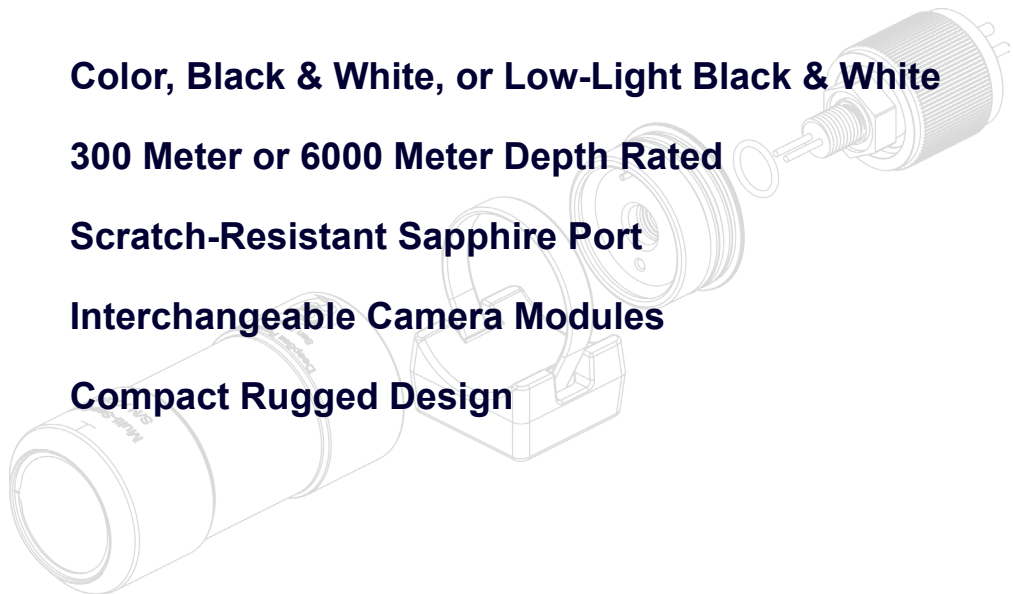 Color, Black & White, or Low-Light Black & White
300 Meter or 6000 Meter Depth Rated
Scratch-Resistant Sapphire Port
Interchangeable Camera Modules
Compact Rugged Design